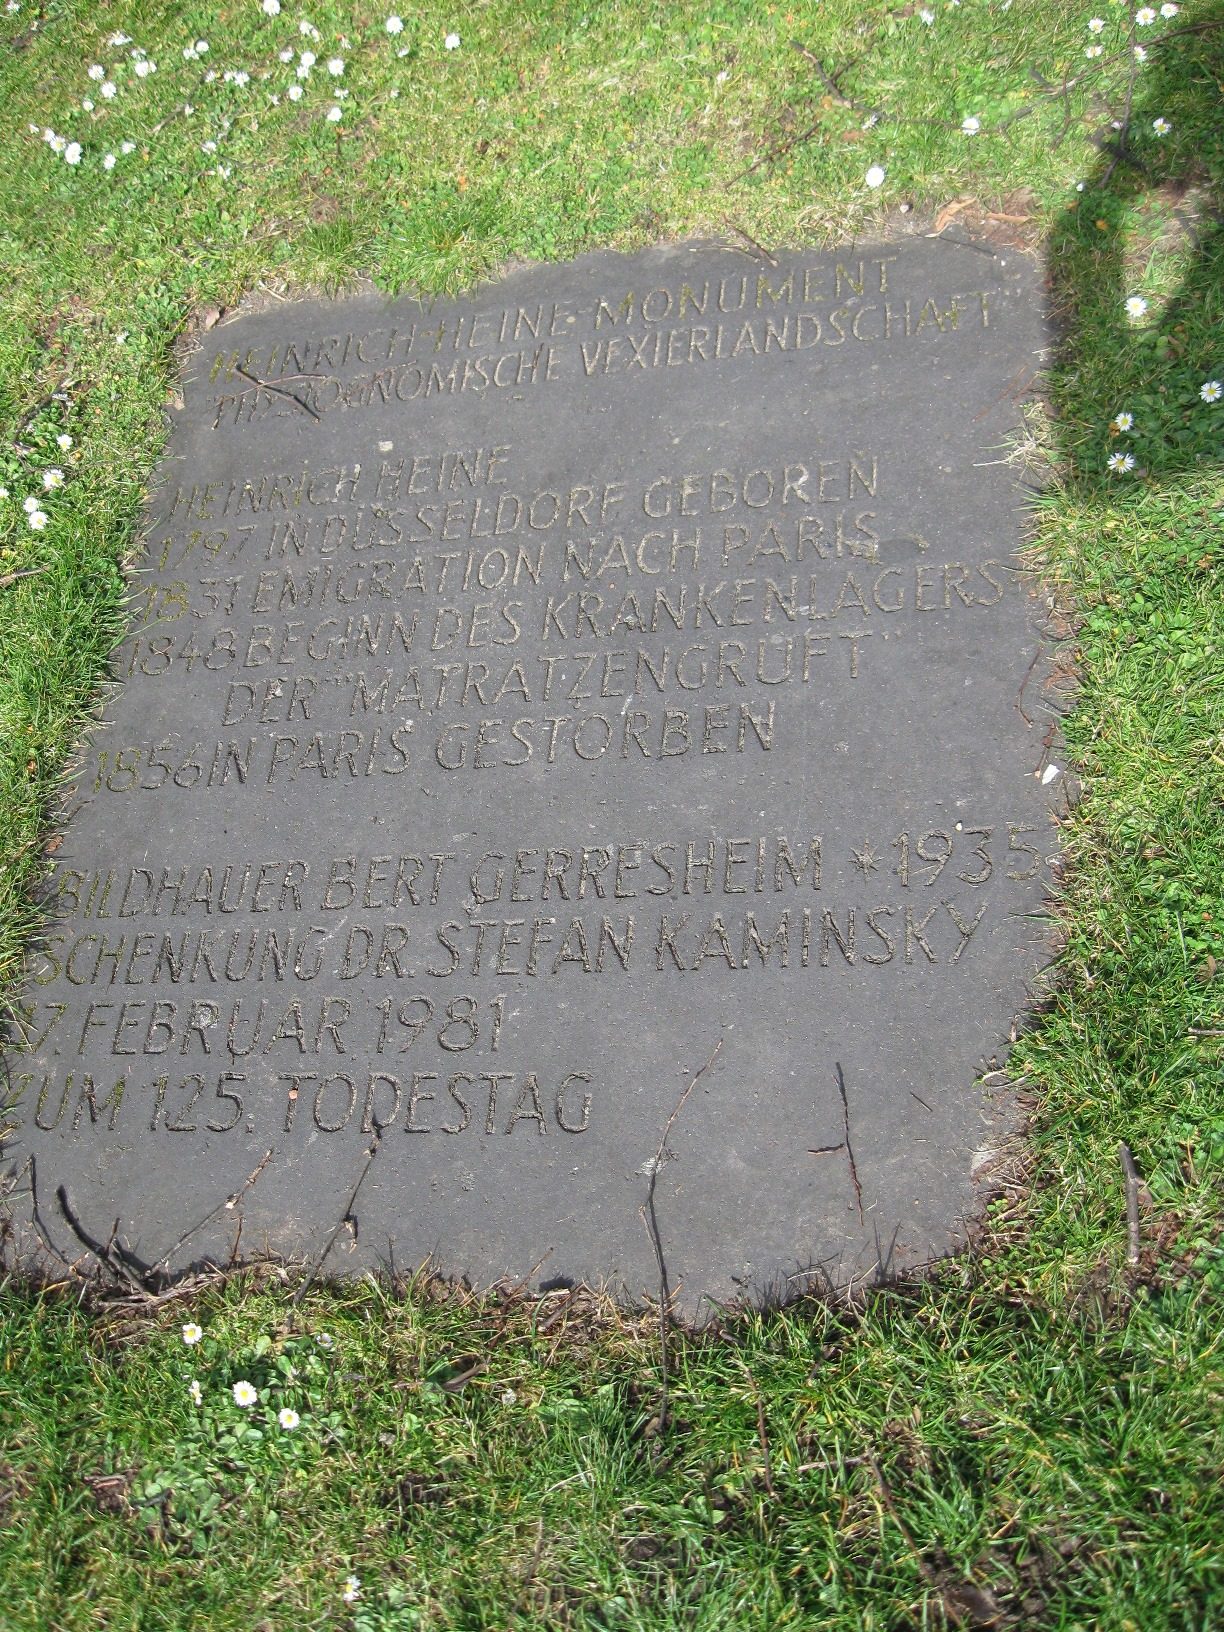 HEINRICH-HEINE-MONUMENT
"PHYSIOGNOMISCHE VEXIERLANDSCHAFT"
HEINRICH HEINE
1797 IN DÜSSELDORF GEBOREN
1831 EMIGRATION NACH PARIS
1848 BEGINN DES KRANKENLAGERS
DER "MATRATZENGRUFT"
1856 IN PARIS GESTORBEN
BILDHAUER BERT GERRESHEIM *1935
SCHENKUNG DR. STEFAN KAMINSKY
17. FEBRUAR 1981
ZUM 125. TODESTAG